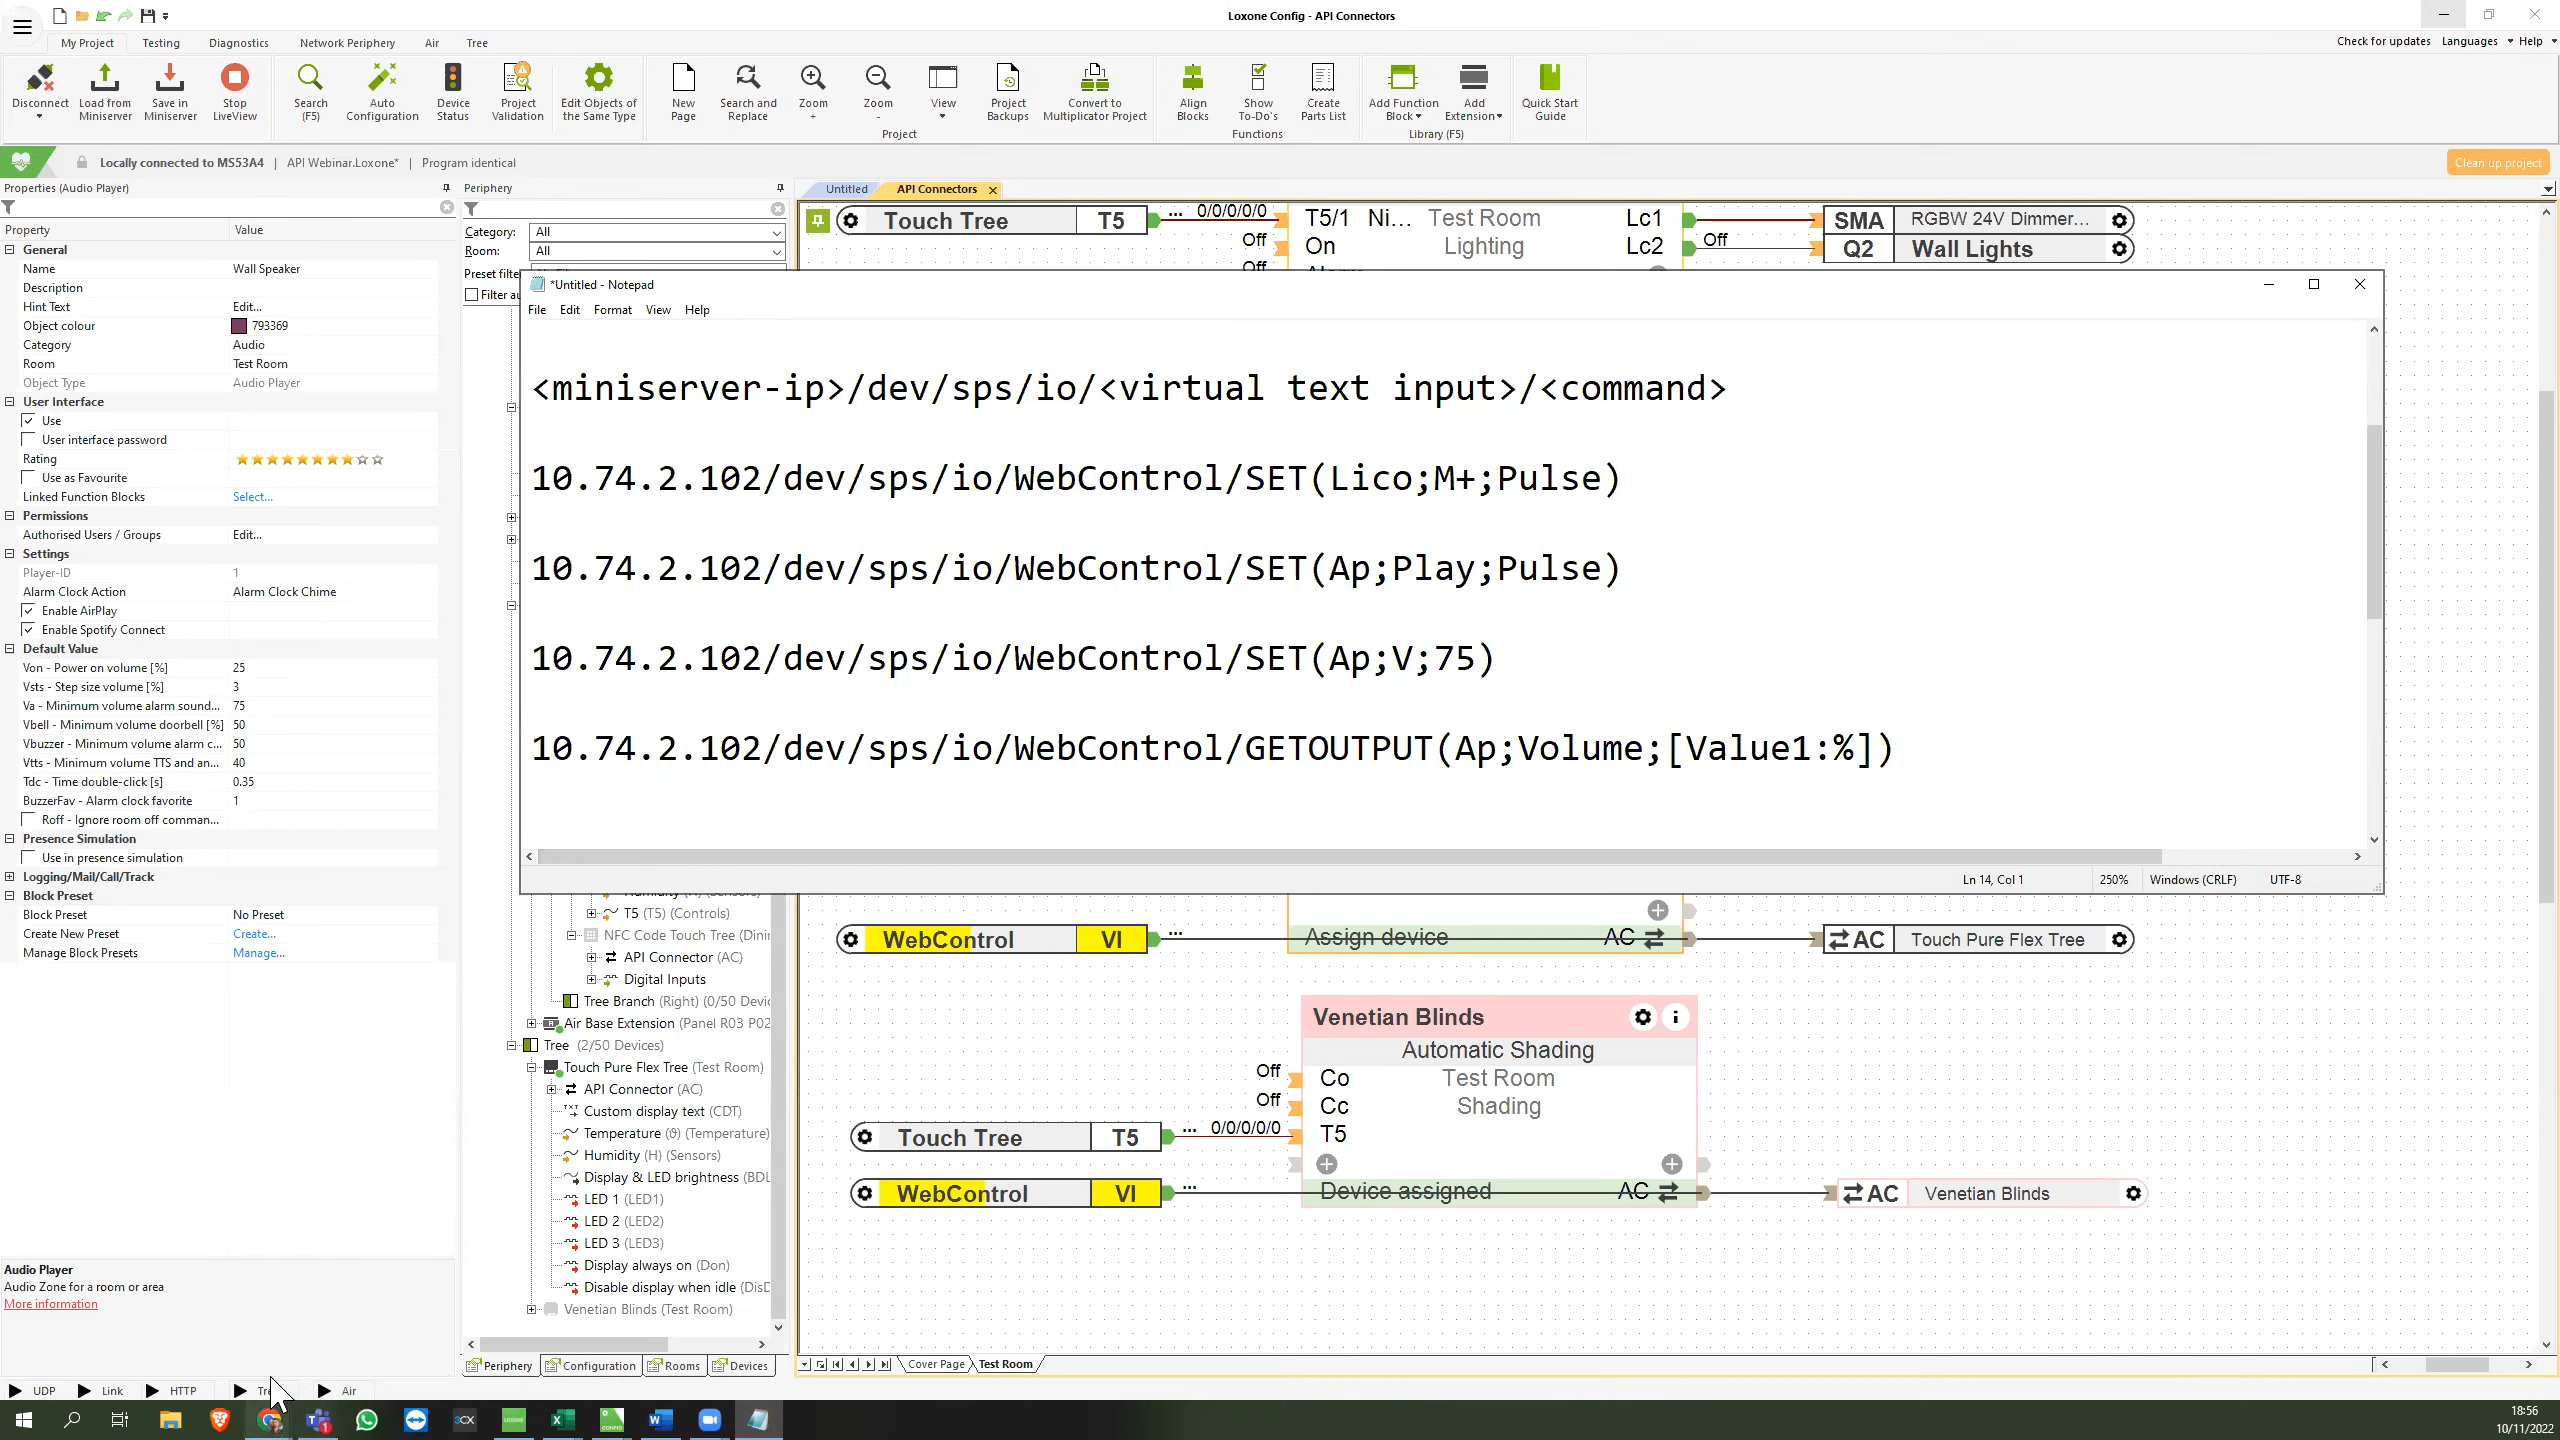 Loxone Config - API Connectors
My Project Testing Diagnostics Network Periphery Air Tree
Check for updates Languages Help
Disconnect
Load from Miniserver
Save in Miniserver
Stop LiveView
Search (F5)
Auto Configuration
Device Status
Project Validation
Edit Objects of the Same Type
New Page
Search and Replace
Zoom +
Zoom -
View
Project Backups
Convert to Multiplicator Project
Project
Align Blocks
Show To-Do's
Create Parts List
Functions
Add Function Block
Add Extension
Library (F5)
Quick Start Guide
Locally connected to MS53A4 | API Webinar.Loxone* | Program identical
Clean up project
Properties (Audio Player)
Property Value
General
Name Wall Speaker
Description
Hint Text Edit...
Object colour 793369
Category Audio
Room Test Room
Object Type Audio Player
User Interface
Use
User interface password
Rating
Use as Favourite
Linked Function Blocks Select...
Permissions
Authorised Users / Groups Edit...
Settings
Player-ID 1
Alarm Clock Action Alarm Clock Chime
Enable AirPlay
Enable Spotify Connect
Default Value
Von - Power on volume [%] 25
Vsts - Step size volume [%] 3
Va - Minimum volume alarm sound... 75
Vbell - Minimum volume doorbell [%] 50
Vbuzzer - Minimum volume alarm c... 50
Vtts - Minimum volume TTS and an... 40
Tdc - Time double-click [s] 0.35
BuzzerFav - Alarm clock favorite 1
Roff - Ignore room off comman...
Presence Simulation
Use in presence simulation
Logging/Mail/Call/Track
Block Preset
Block Preset No Preset
Create New Preset Create...
Manage Block Presets Manage...
Audio Player
Audio Zone for a room or area
More information
Periphery
Category: All
Room: All
Preset filte
Filter au
T5 (T5) (Controls)
NFC Code Touch Tree (Dinir
API Connector (AC)
Digital Inputs
Tree Branch (Right) (0/50 Devic
Air Base Extension (Panel R03 P02
Tree (2/50 Devices)
Touch Pure Flex Tree (Test Room)
API Connector (AC)
Custom display text (CDT)
Temperature (ϑ) (Temperature)
Humidity (H) (Sensors)
Display & LED brightness (BDL
LED 1 (LED1)
LED 2 (LED2)
LED 3 (LED3)
Display always on (Don)
Disable display when idle (DisD
Venetian Blinds (Test Room)
Periphery Configuration Rooms Devices
Untitled API Connectors
Touch Tree T5 ... 0/0/0/0/0 T5/1 Ni... Test Room Lc1 SMA RGBW 24V Dimmer...
Off On Lighting Lc2 Off Q2 Wall Lights
Off
*Untitled - Notepad
File Edit Format View Help
<miniserver-ip>/dev/sps/io/<virtual text input>/<command>
10.74.2.102/dev/sps/io/WebControl/SET(Lico;M+;Pulse)
10.74.2.102/dev/sps/io/WebControl/SET(Ap;Play;Pulse)
10.74.2.102/dev/sps/io/WebControl/SET(Ap;V;75)
10.74.2.102/dev/sps/io/WebControl/GETOUTPUT(Ap;Volume;[Value1:%])
Ln 14, Col 1 250% Windows (CRLF) UTF-8
WebControl VI ... Assign device AC AC Touch Pure Flex Tree
Venetian Blinds
Automatic Shading
Off Co Test Room
Off Cc Shading
Touch Tree T5 ... 0/0/0/0/0 T5
WebControl VI ... Device assigned AC AC Venetian Blinds
Cover Page Test Room
UDP Link HTTP Air
18:56
10/11/2022